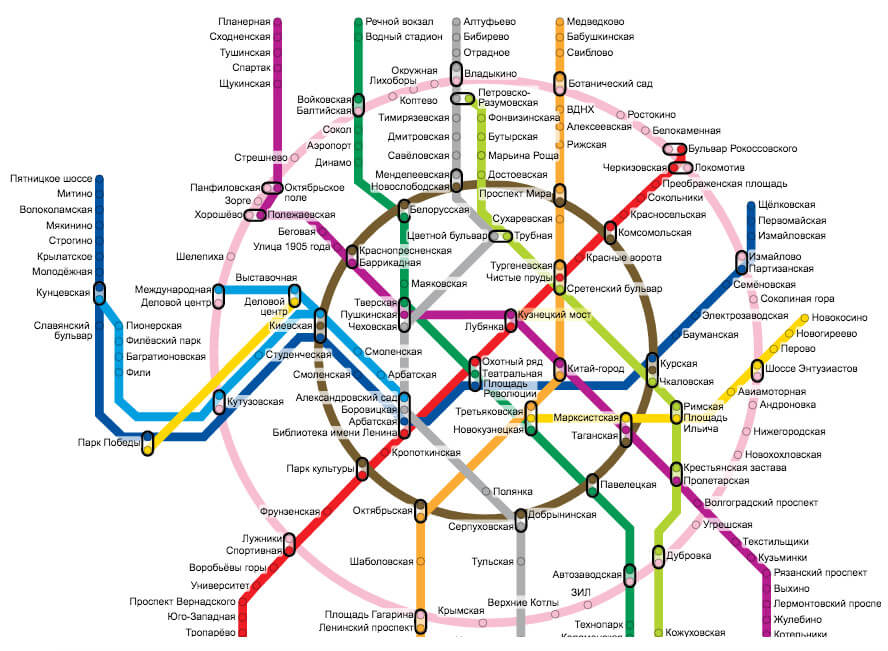 Планерная
Сходненская
Тушинская
Спартак
Щукинская
Речной вокзал
Водный стадион
Алтуфьево
Бибирево
Отрадное
Владыкино
Медведково
Бабушкинская
Свиблово
Ботанический сад
Окружная
Лихоборы
Коптево
Петровско-
Разумовская
Войковская
Балтийская
Тимирязевская
Фонвизинская
ВДНХ
Ростокино
Сокол
Дмитровская
Бутырская
Алексеевская
Белокаменная
Аэропорт
Савёловская
Марьина Роща
Рижская
Бульвар Рокоссовского
Стрешнево
Динамо
Менделеевская
Новослободская
Достоевская
Черкизовская
Локомотив
Преображенская площадь
Пятницкое шоссе
Митино
Волоколамская
Мякинино
Строгино
Крылатское
Молодёжная
Кунцевская
Панфиловская
Октябрьское
поле
Зорге
Хорошёво
Полежаевская
Беговая
Улица 1905 года
Белорусская
Проспект Мира
Сокольники
Красносельская
Комсомольская
Сухаревская
Цветной бульвар
Трубная
Щёлковская
Первомайская
Измайловская
Измайлово
Партизанская
Семёновская
Соколиная гора
Шелепиха
Краснопресненская
Баррикадная
Красные ворота
Тургеневская
Чистые пруды
Сретенский бульвар
Маяковская
Выставочная
Международная
Деловой центр
Деловой
центр
Тверская
Пушкинская
Чеховская
Кузнецкий мост
Лубянка
Электрозаводская
Бауманская
Новокосино
Новогиреево
Перово
Шоссе Энтузиастов
Славянский
бульвар
Пионерская
Филёвский парк
Багратионовская
Фили
Киевская
Студенческая
Смоленская
Смоленская
Арбатская
Охотный ряд
Театральная
Площадь
Революции
Китай-город
Курская
Чкаловская
Авиамоторная
Андроновка
Кутузовская
Александровский сад
Боровицкая
Арбатская
Библиотека имени Ленина
Третьяковская
Новокузнецкая
Марксистская
Таганская
Римская
Площадь
Ильича
Нижегородская
Новохохловская
Парк Победы
Кропоткинская
Парк культуры
Полянка
Павелецкая
Крестьянская застава
Пролетарская
Волгоградский проспект
Угрешская
Текстильщики
Кузьминки
Фрунзенская
Октябрьская
Добрынинская
Серпуховская
Лужники
Спортивная
Воробьёвы горы
Университет
Проспект Вернадского
Юго-Западная
Тропарёво
Шаболовская
Тульская
Автозаводская
Дубровка
Рязанский проспект
Выхино
Лермонтовский проспе
Жулебино
Котельники
Площадь Гагарина
Ленинский проспект
Крымская
Верхние Котлы
ЗИЛ
Технопарк
Коломенская
Кожуховская